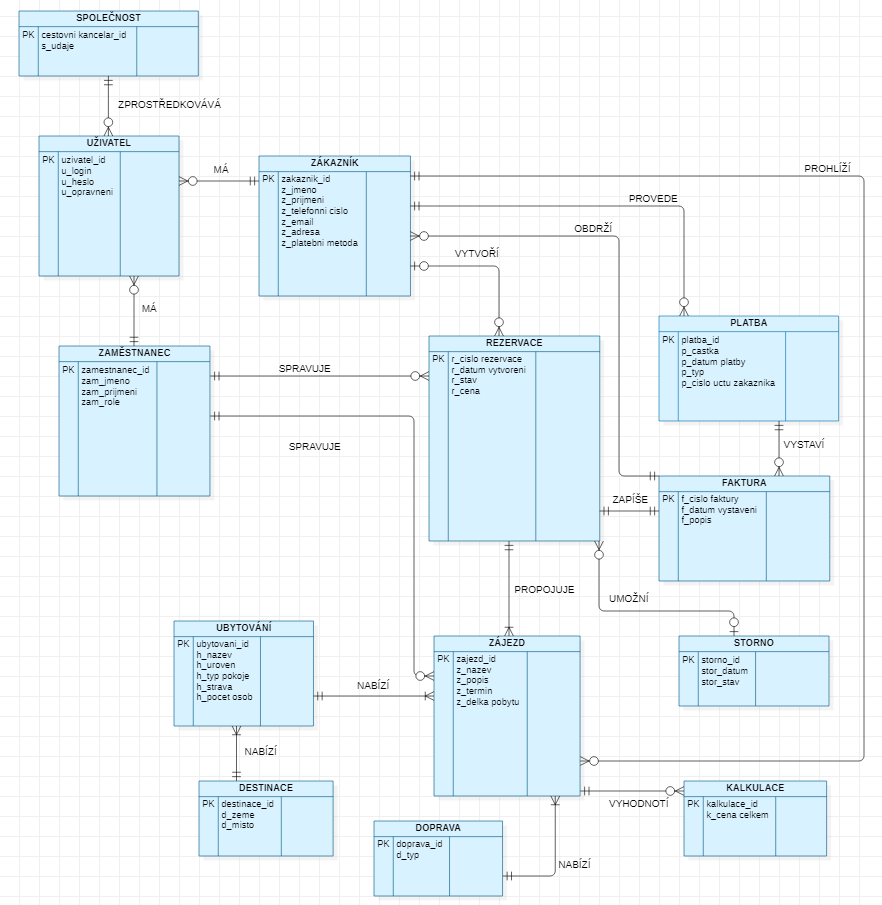 SPOLEČNOST
PK cestovni kancelar_id
s_udaje
ZPROSTŘEDKOVÁVÁ
UŽIVATEL
PK uzivatel_id
u_login
u_heslo
u_opravneni
MÁ
ZÁKAZNÍK
PK zakaznik_id
z_jmeno
z_prijmeni
z_telefonni cislo
z_email
z_adresa
z_platebni metoda
PROHLÍŽÍ
PROVEDE
OBDRŽÍ
VYTVOŘÍ
MÁ
ZAMĚSTNANEC
PK zamestnanec_id
zam_jmeno
zam_prijmeni
zam_role
SPRAVUJE
SPRAVUJE
REZERVACE
PK r_cislo rezervace
r_datum vytvoreni
r_stav
r_cena
PLATBA
PK platba_id
p_castka
p_datum platby
p_typ
p_cislo uctu zakaznika
VYSTAVÍ
FAKTURA
PK f_cislo faktury
f_datum vystaveni
f_popis
ZAPÍŠE
PROPOJUJE
UMOŽNÍ
UBYTOVÁNÍ
PK ubytovani_id
h_nazev
h_uroven
h_typ pokoje
h_strava
h_pocet osob
NABÍZÍ
ZÁJEZD
PK zajezd_id
z_nazev
z_popis
z_termin
z_delka pobytu
STORNO
PK storno_id
stor_datum
stor_stav
NABÍZÍ
DESTINACE
PK destinace_id
d_zeme
d_misto
DOPRAVA
PK doprava_id
d_typ
NABÍZÍ
VYHODNOTÍ
KALKULACE
PK kalkulace_id
k_cena celkem